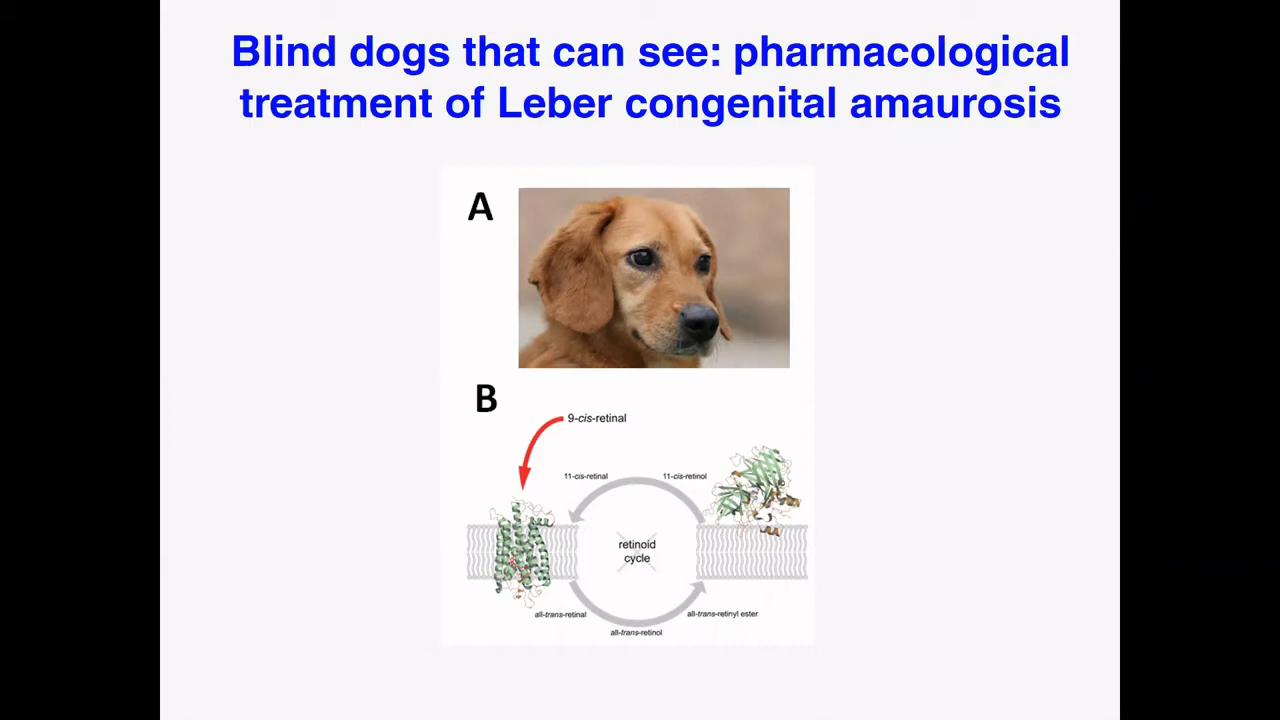 Blind dogs that can see: pharmacological
treatment of Leber congenital amaurosis
A
B
9-cis-retinal
11-cis-retinal
11-cis-retinol
retinoid
cycle
all-trans-retinal
all-trans-retinyl ester
all-trans-retinol